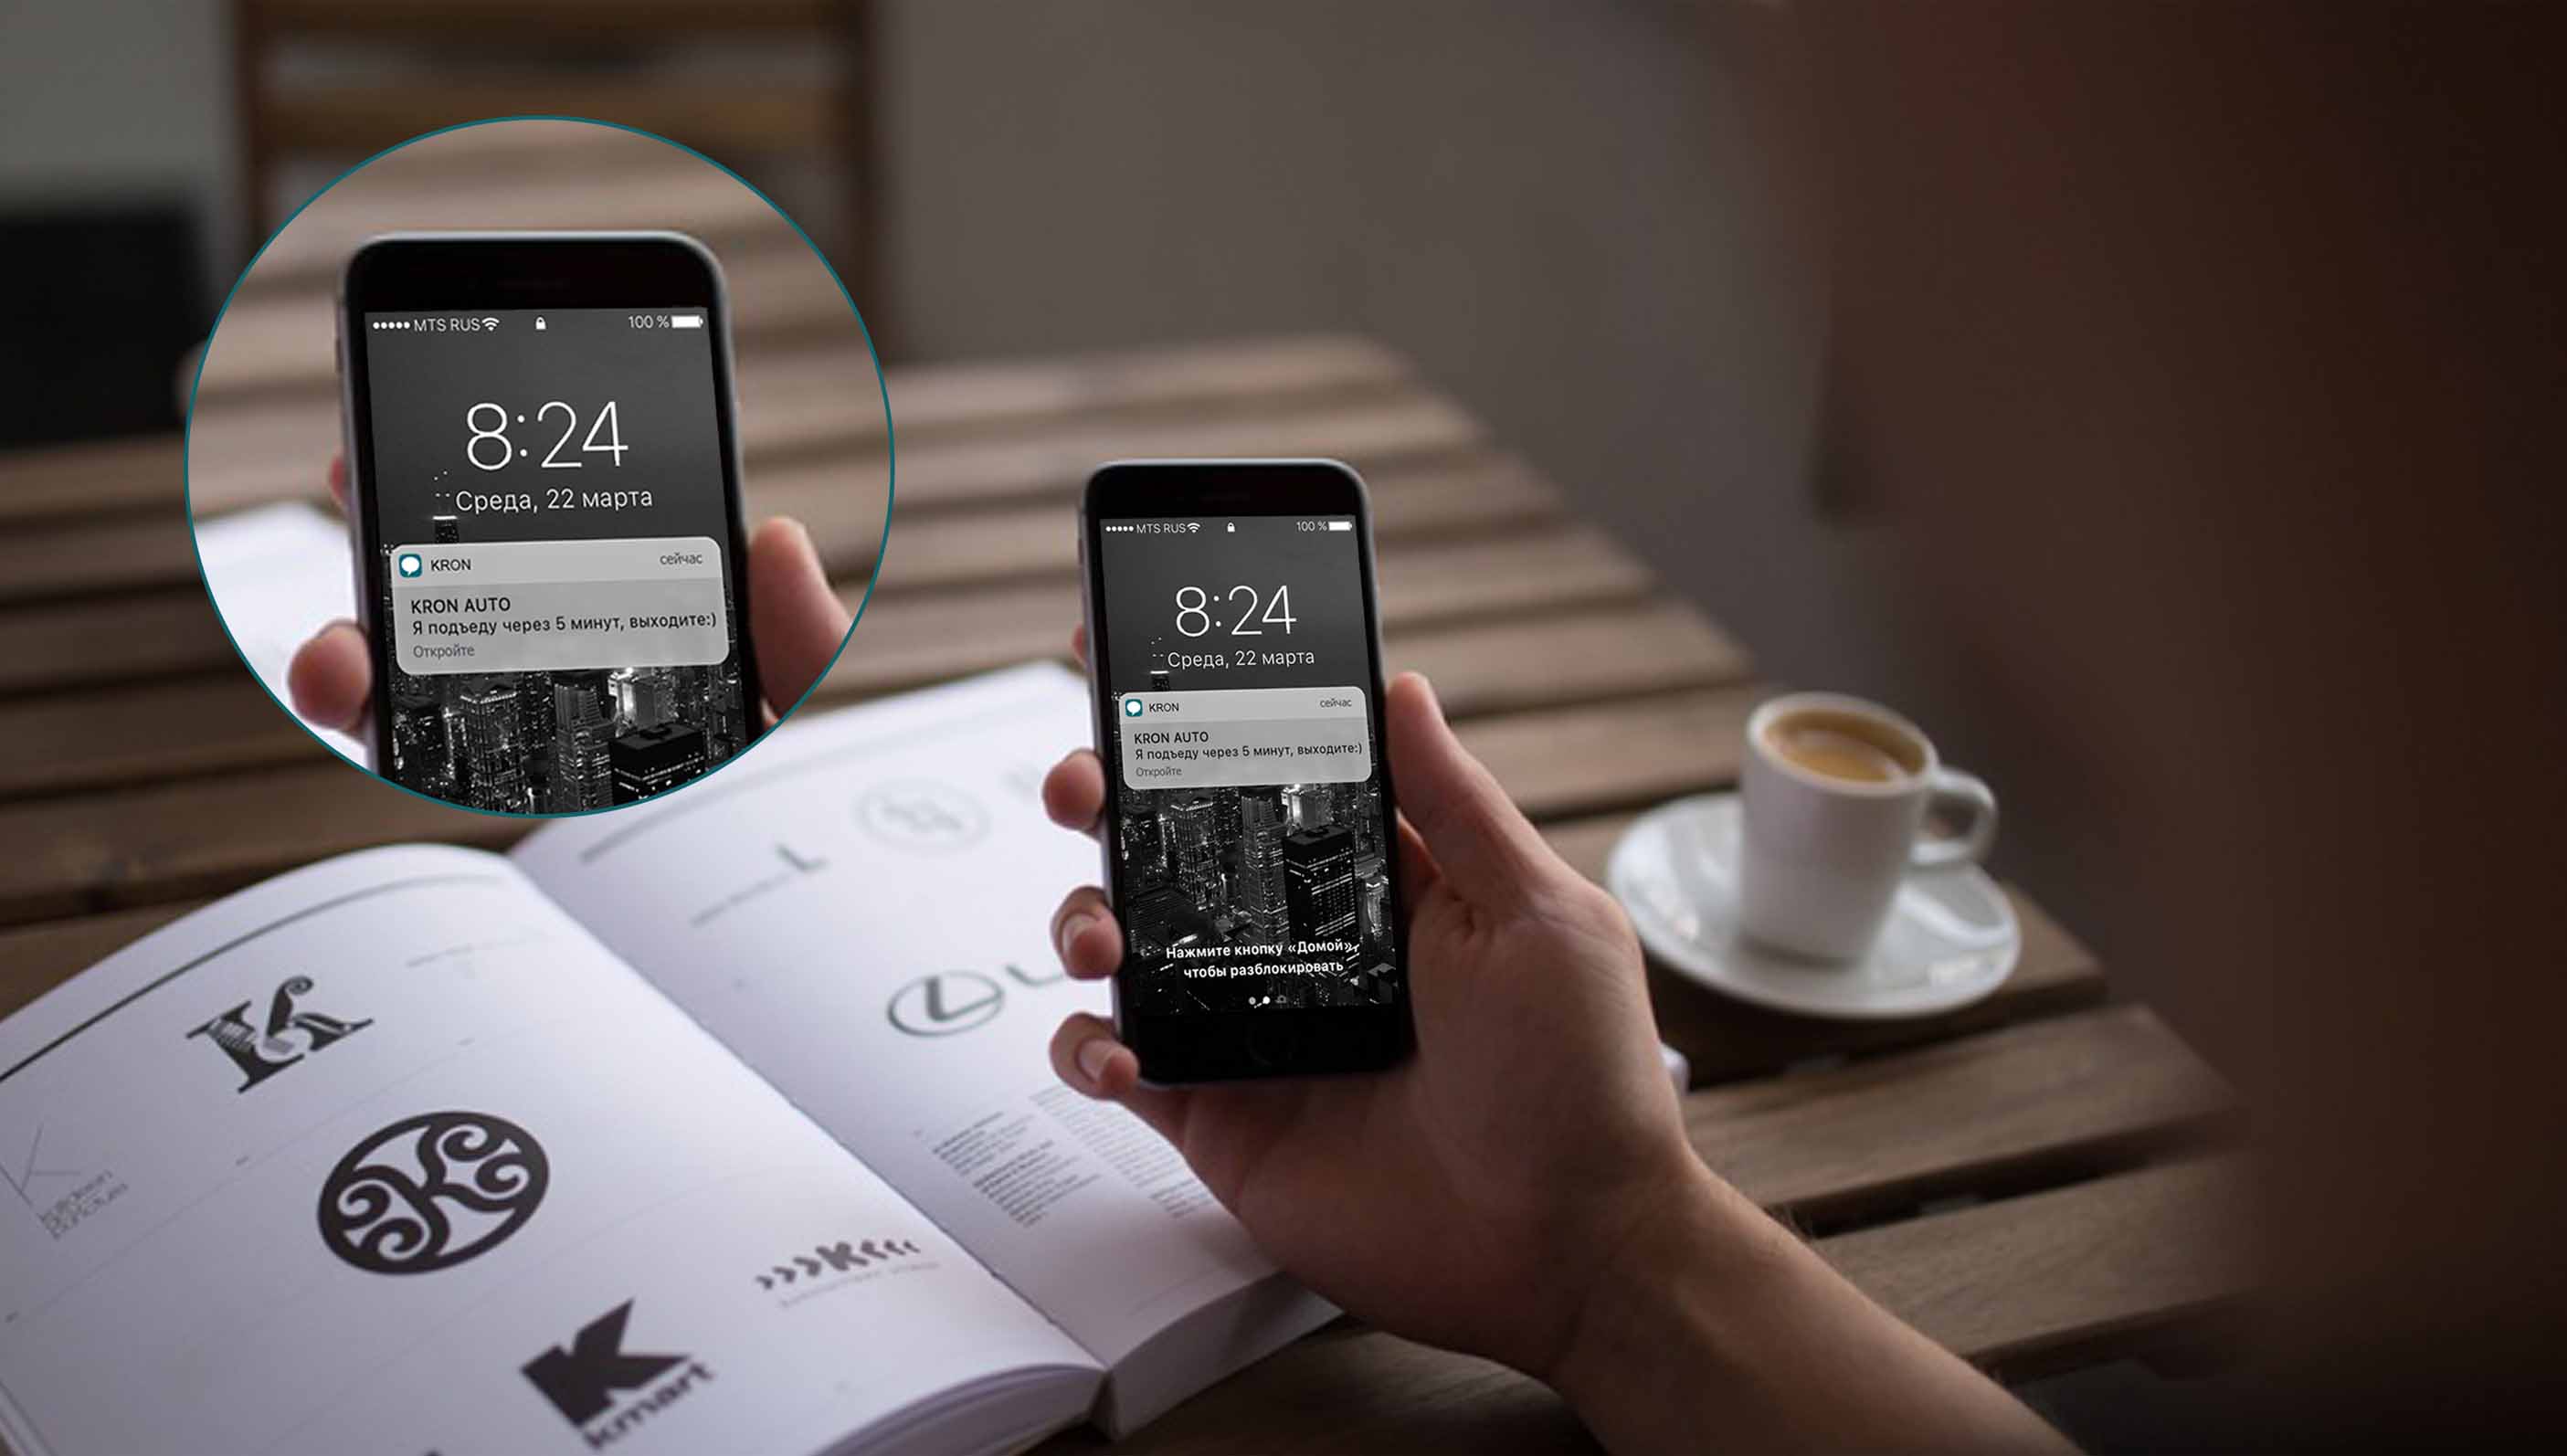 MTS RUS 100 %
8:24
Среда, 22 марта
KRON сейчас
KRON AUTO
Я подъеду через 5 минут, выходите:)
Откройте
MTS RUS 100 %
8:24
Среда, 22 марта
KRON сейчас
KRON AUTO
Я подъеду через 5 минут, выходите:)
Откройте
Нажмите кнопку «Домой»,
чтобы разблокировать
L
K
K
K
K
kmart